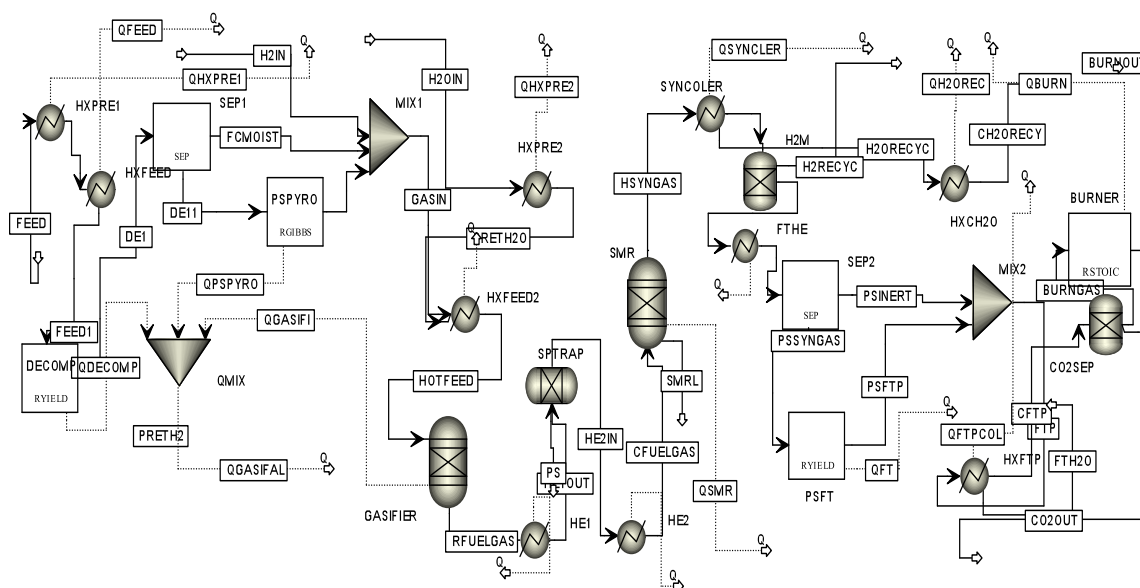 QFEED
Q
H2IN
Q
QHXPRE1
HXPRE1
SEP1
SEP
FCMOIST
MIX1
H2OIN
Q
QHXPRE2
HXPRE2
HXFEED
FEED
DE1
DE11
PSPYRO
RGIBBS
GASIN
Q
PRETH2O
QPSPYRO
HXFEED2
QGASIFI
FEED1
DECOMP
RYIELD
QDECOMP
QMIX
PRETH2
QGASIFAL
Q
HOTFEED
GASIFIER
RFUELGAS
SPTRAP
PS
OUT
HE1
Q
HE2IN
HE2
Q
CFUELGAS
SMRL
SMR
HSYNGAS
QSMR
Q
SYNCOLER
QSYNCLER
Q
H2M
H2RECYC
H2ORECYC
FTHE
Q
SEP2
SEP
PSINERT
PSSYNGAS
RYIELD
PSFT
PSFTP
QFT
Q
MIX2
Q
QH2OREC
Q
QBURN
CH2ORECY
HXCH2O
Q
BURNOUT
BURNER
RSTOIC
BURNGAS
CO2SEP
CFTP
FTP
QFTPCOL
HXFTP
FTH2O
CO2OUT